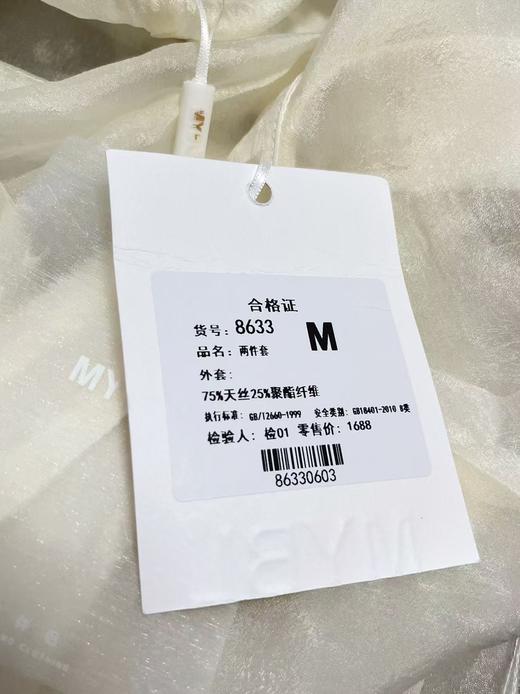 合格证
货号: 8633 M
品名: 两件套
外套:
75%天丝25%聚酯纤维
执行标准: GB/T2660-1999 安全类别: GB18401-2010 B类
检验人: 检01 零售价: 1688
86330603
MY